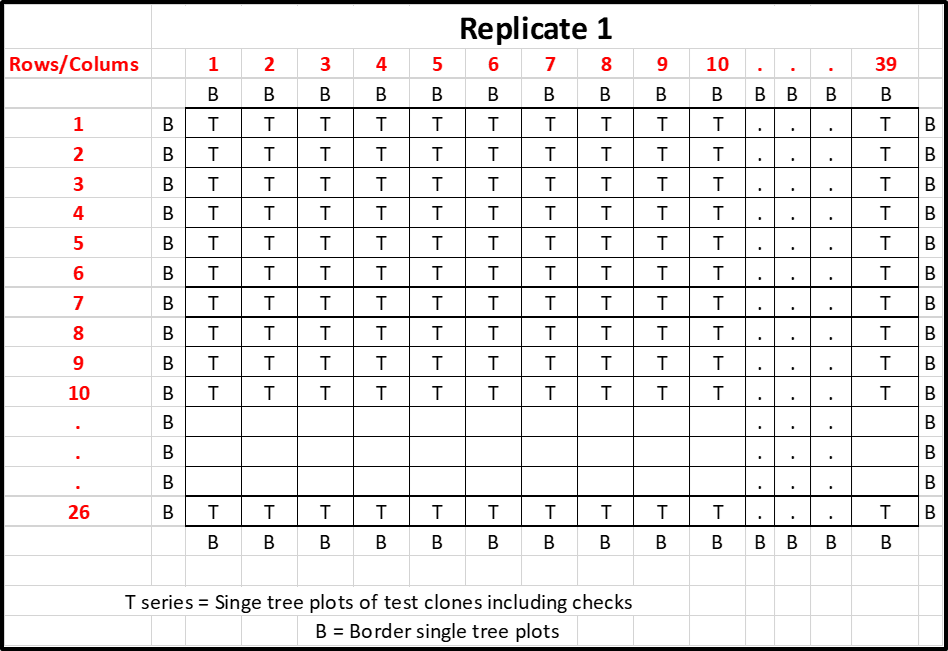 Replicate 1
Rows/Colums 1 2 3 4 5 6 7 8 9 10 . . . 39
B B B B B B B B B B B B B B
1 B T T T T T T T T T T . . . T B
2 B T T T T T T T T T T . . . T B
3 B T T T T T T T T T T . . . T B
4 B T T T T T T T T T T . . . T B
5 B T T T T T T T T T T . . . T B
6 B T T T T T T T T T T . . . T B
7 B T T T T T T T T T T . . . T B
8 B T T T T T T T T T T . . . T B
9 B T T T T T T T T T T . . . T B
10 B T T T T T T T T T T . . . T B
. B . . . B
. B . . . B
. B . . . B
26 B T T T T T T T T T T . . . T B
B B B B B B B B B B B B B B
T series = Singe tree plots of test clones including checks
B = Border single tree plots